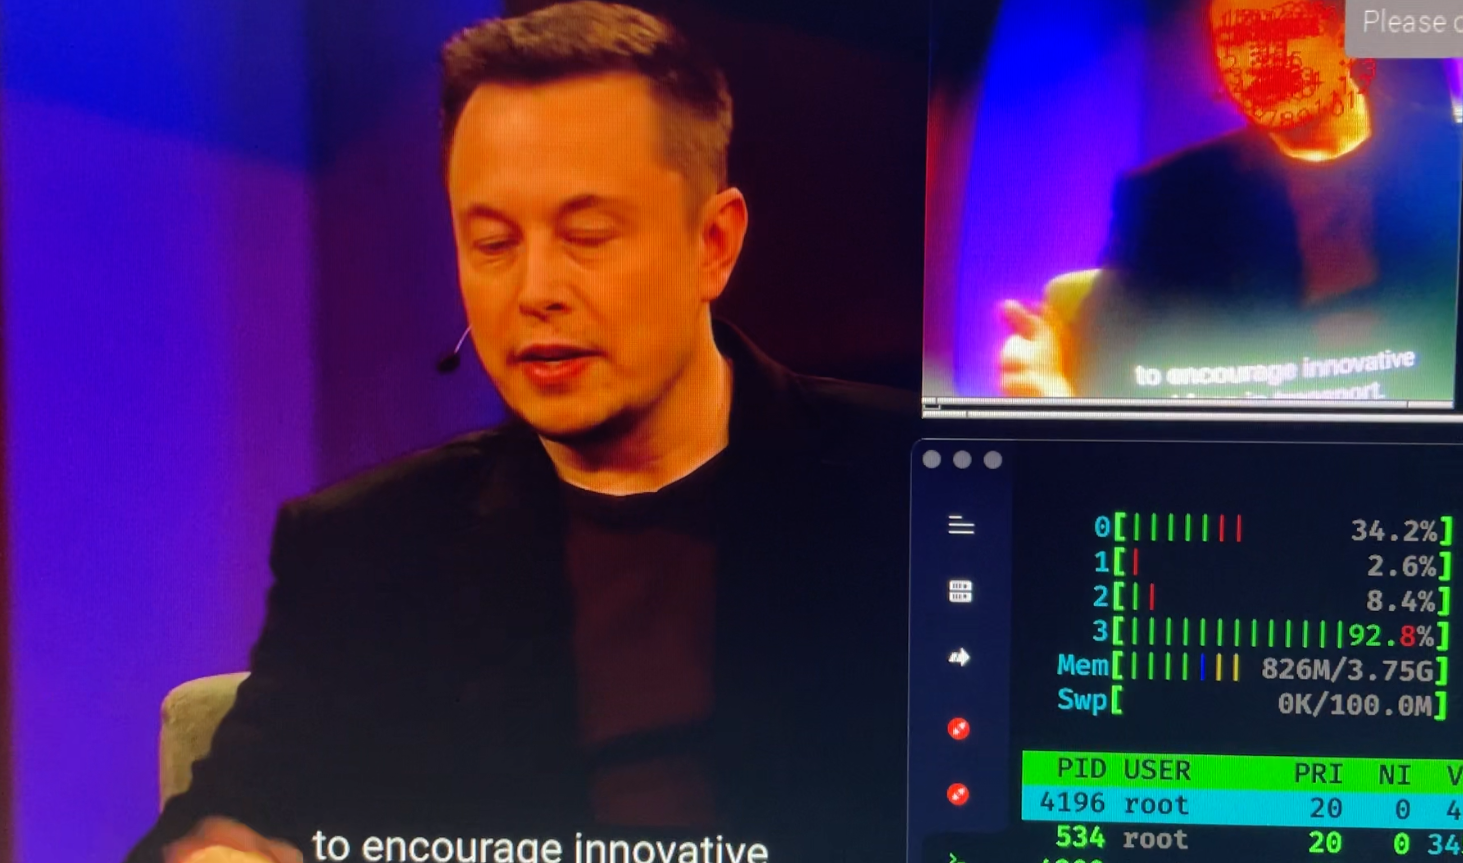 to encourage innovative
Please
to encourage innovative
0[|||||||| 34.2%]
1[| 2.6%]
2[|| 8.4%]
3[|||||||||||||92.8%]
Mem[||||||| 826M/3.75G]
Swp[ 0K/100.0M]
PID USER PRI NI V
4196 root 20 0 4
534 root 20 0 34